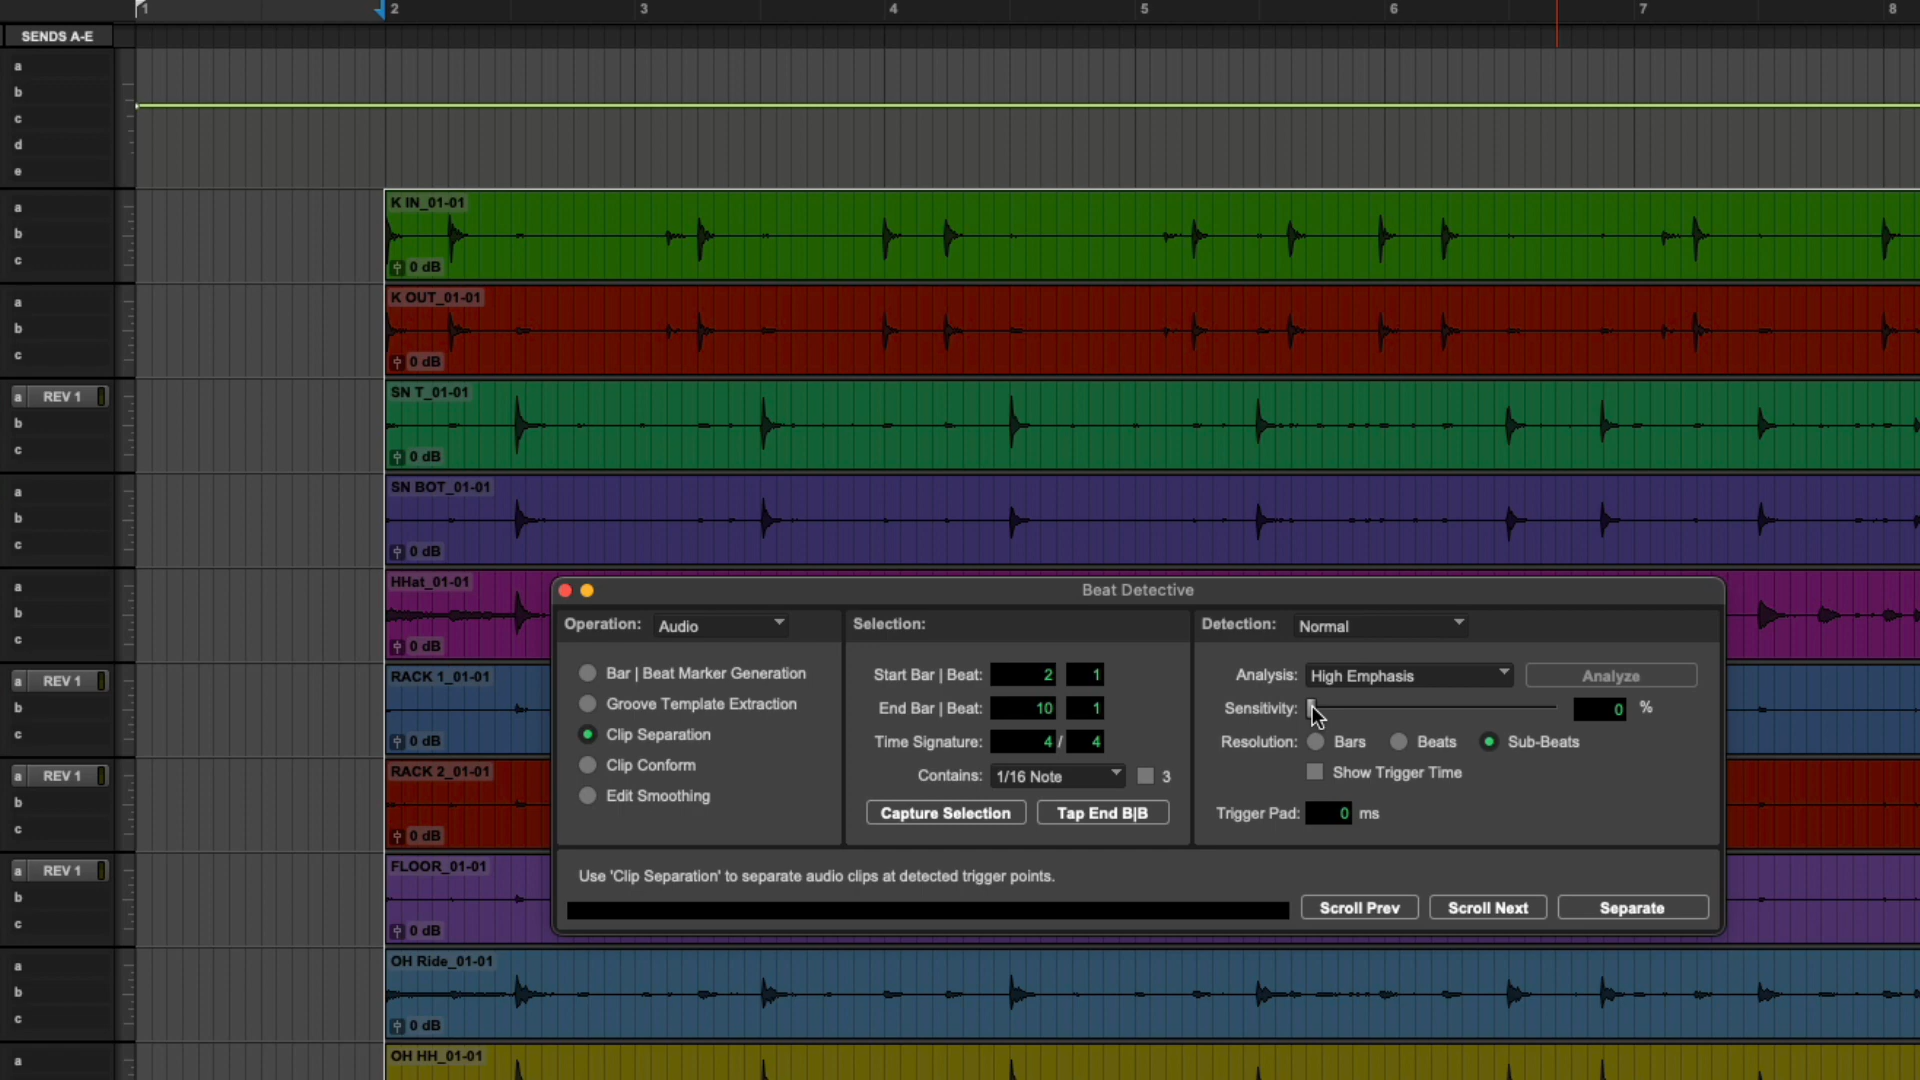 1 2 3 4 5 6 7 8
SENDS A-E
a
b
c
d
e
a
b
c
K IN_01-01
0 dB
a
b
c
K OUT_01-01
0 dB
a REV 1
b
c
SN T_01-01
0 dB
a
b
c
SN BOT_01-01
0 dB
a
b
c
HHat_01-01
0 dB
a REV 1
b
c
RACK 1_01-01
0 dB
a REV 1
b
c
RACK 2_01-01
0 dB
a REV 1
b
c
FLOOR_01-01
0 dB
a
b
c
OH Ride_01-01
0 dB
a
OH HH_01-01
Beat Detective
Operation: Audio
Bar | Beat Marker Generation
Groove Template Extraction
Clip Separation
Clip Conform
Edit Smoothing
Selection:
Start Bar | Beat: 2 1
End Bar | Beat: 10 1
Time Signature: 4 / 4
Contains: 1/16 Note 3
Capture Selection Tap End B|B
Detection: Normal
Analysis: High Emphasis Analyze
Sensitivity: 0 %
Resolution: Bars Beats Sub-Beats
Show Trigger Time
Trigger Pad: 0 ms
Use 'Clip Separation' to separate audio clips at detected trigger points.
Scroll Prev Scroll Next Separate